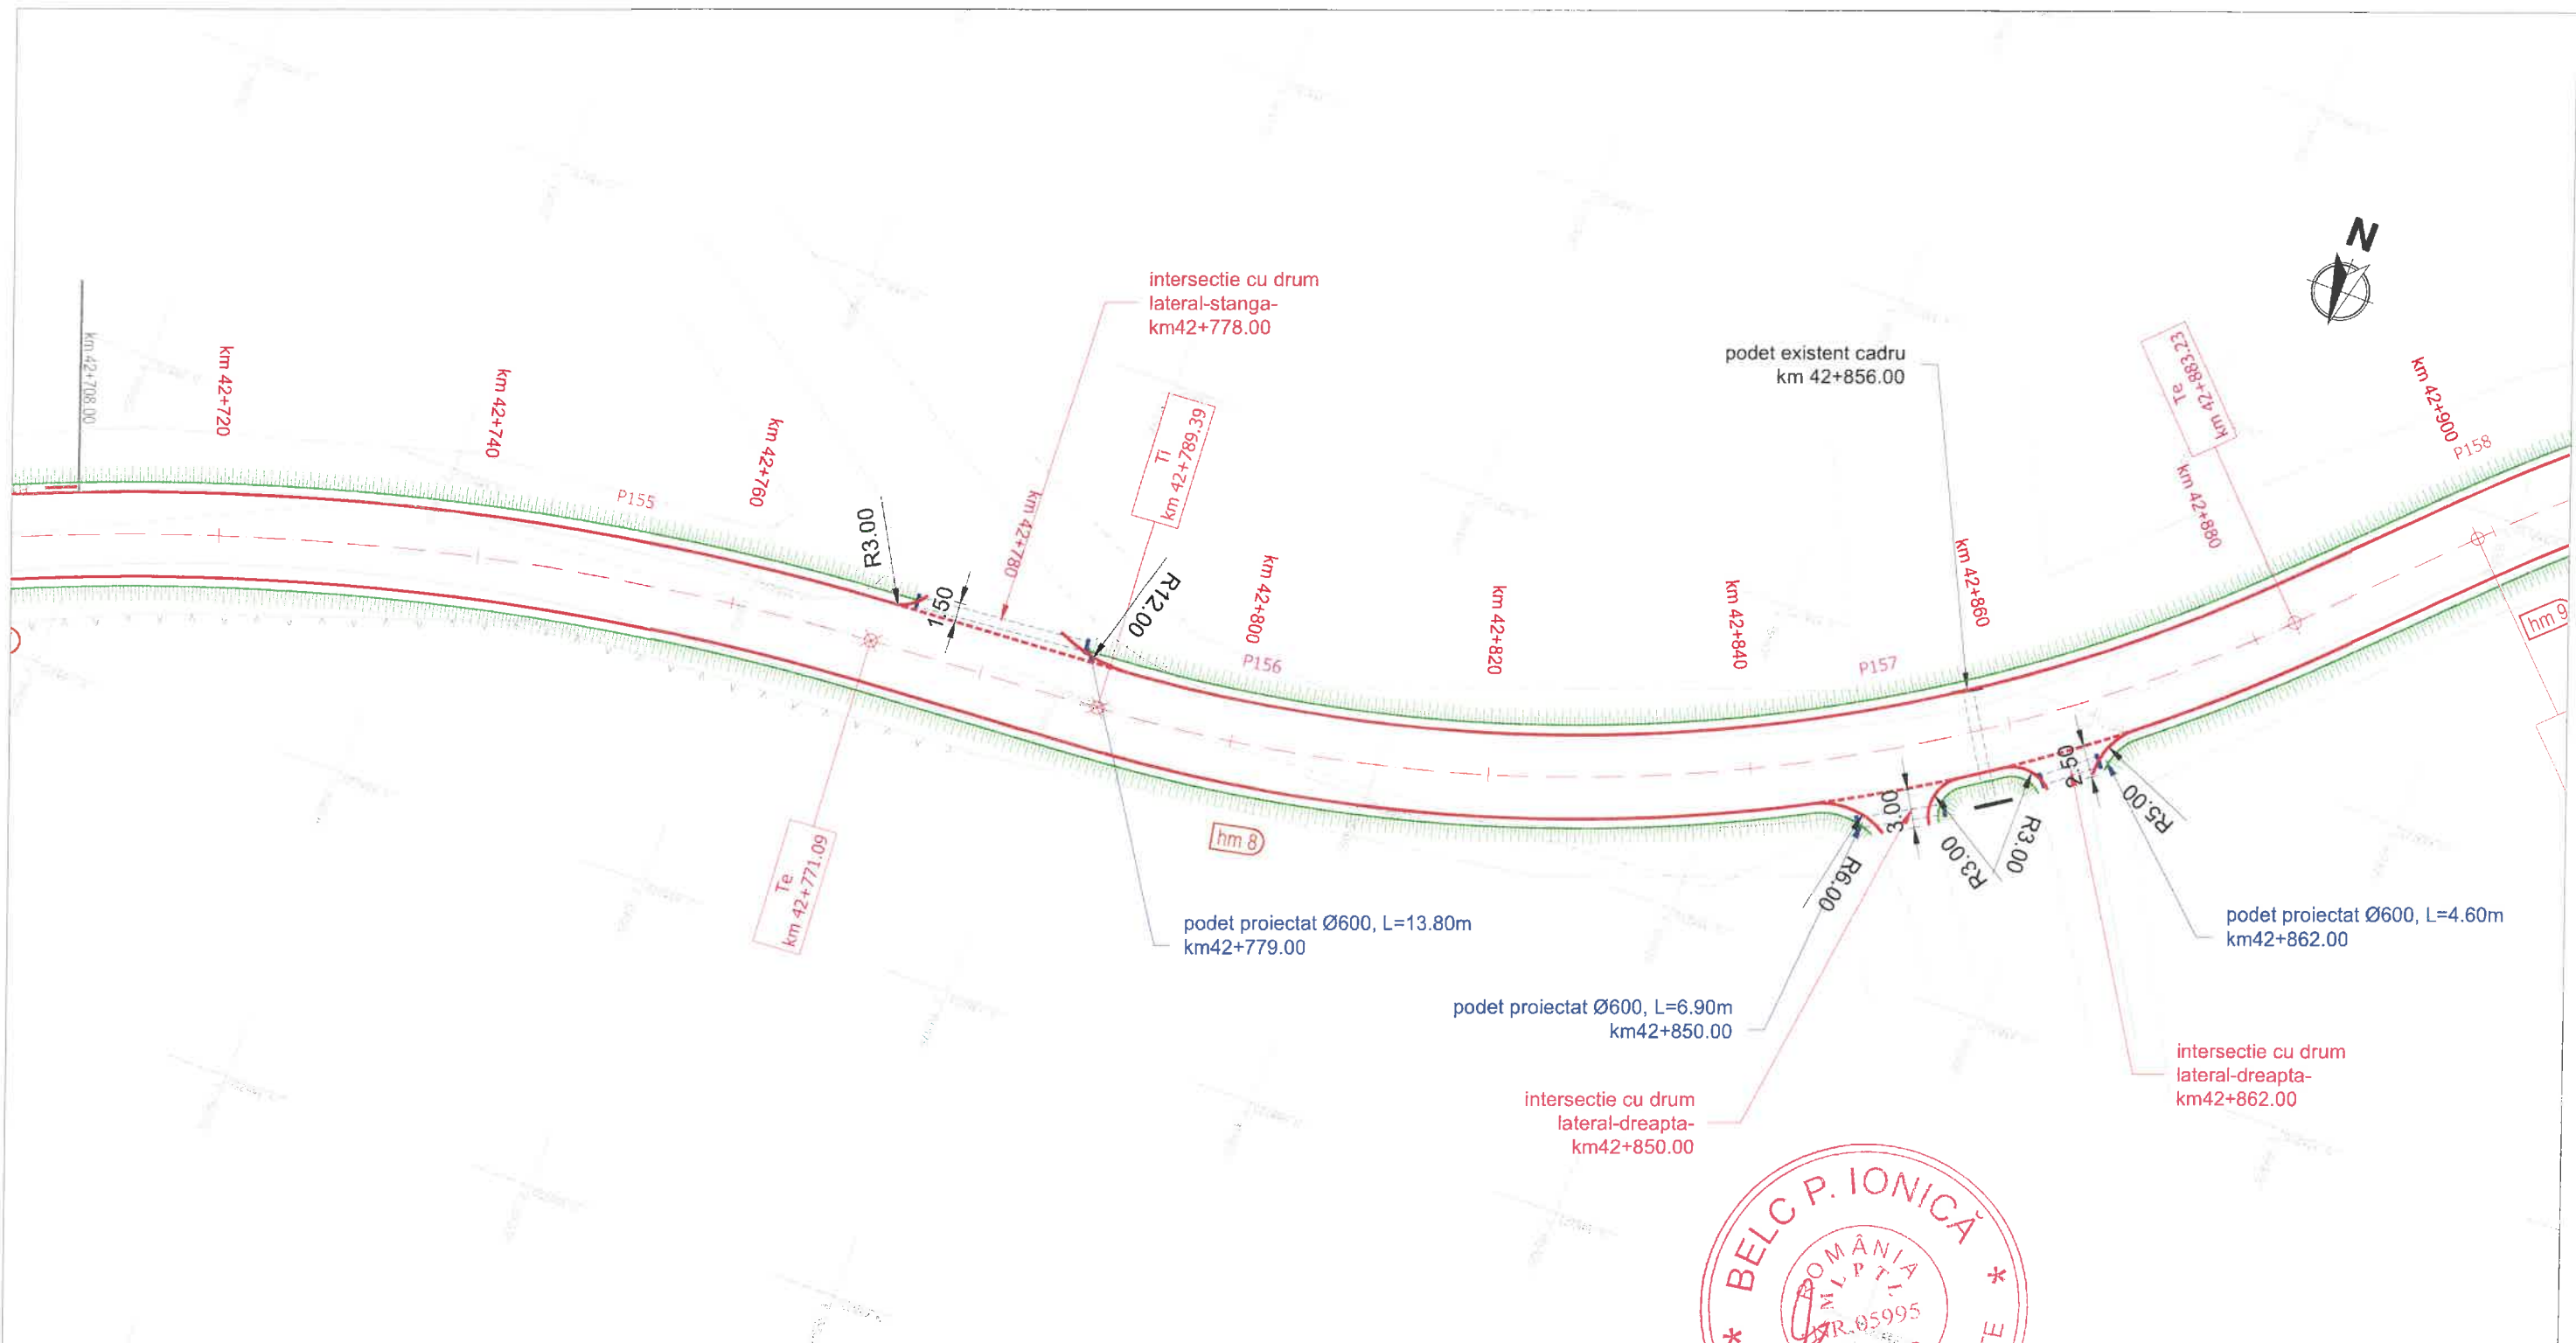 N
intersectie cu drum
lateral-stanga-
km42+778.00
podet existent cadru
km 42+856.00
Te
km 42+883.23
km 42+708.00
km 42+720
km 42+740
km 42+760
km 42+780
km 42+800
km 42+820
km 42+840
km 42+860
km 42+880
km 42+900
P155
P156
P157
P158
Ti
km 42+789.39
R3.00
1.50
R12.00
Te
km 42+771.09
hm 8
hm 9
3.00
2.50
R6.00
R3.00
R3.00
R5.00
podet proiectat Ø600, L=13.80m
km42+779.00
podet proiectat Ø600, L=4.60m
km42+862.00
podet proiectat Ø600, L=6.90m
km42+850.00
intersectie cu drum
lateral-dreapta-
km42+862.00
intersectie cu drum
lateral-dreapta-
km42+850.00
* BELC P. IONICĂ *
ROMÂNIA
MLPTL
NR.05995